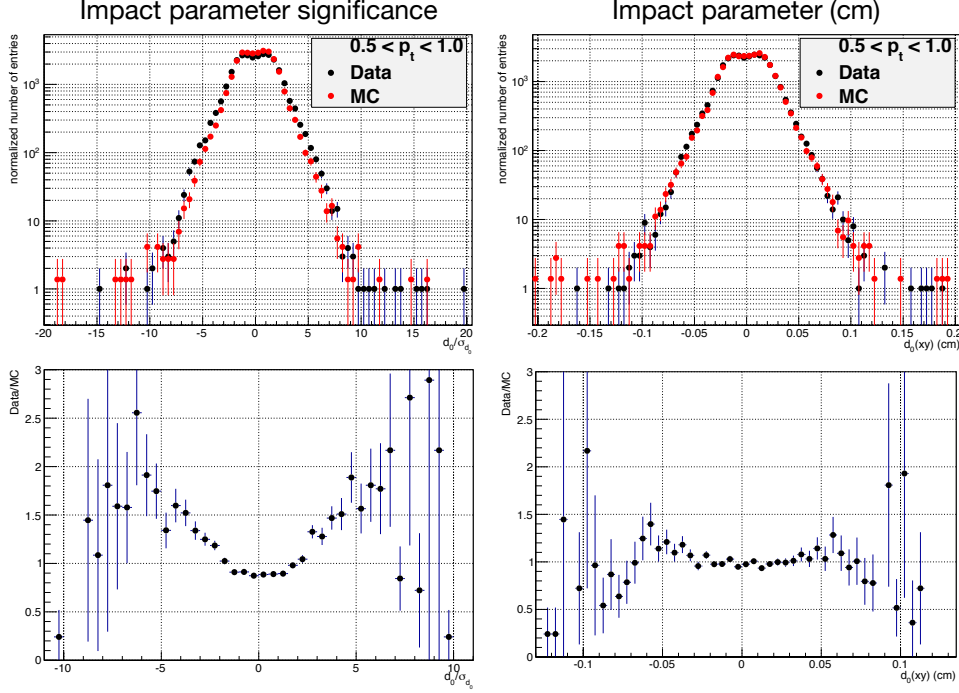 Impact parameter significance
Impact parameter (cm)
normalized number of entries
10³
10²
10
1
0.5 < p_t < 1.0
Data
MC
-20 -15 -10 -5 0 5 10 15 20
d₀/σ_d₀
normalized number of entries
10³
10²
10
1
0.5 < p_t < 1.0
Data
MC
-0.2 -0.15 -0.1 -0.05 0 0.05 0.1 0.15 0.2
d₀(xy) (cm)
Data/MC
3
2.5
2
1.5
1
0.5
0
-10 -5 0 5 10
d₀/σ_d₀
Data/MC
3
2.5
2
1.5
1
0.5
0
-0.1 -0.05 0 0.05 0.1
d₀(xy) (cm)